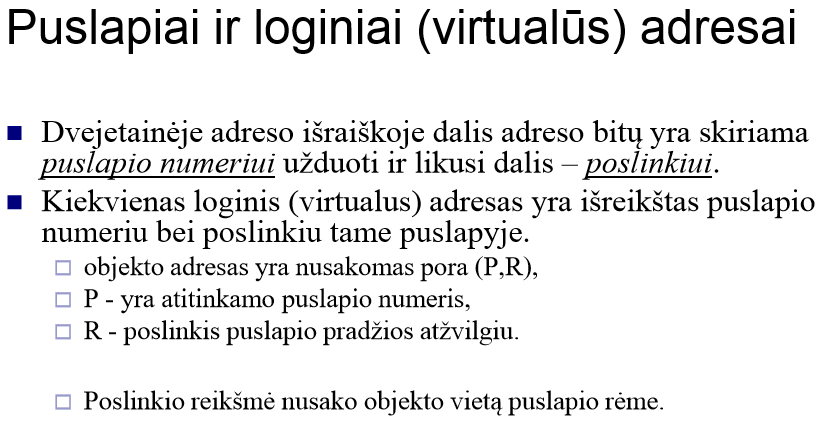 Puslapiai ir loginiai (virtualūs) adresai
Dvejetainėje adreso išraiškoje dalis adreso bitų yra skiriama
puslapio numeriui užduoti ir likusi dalis – poslinkiui.
Kiekvienas loginis (virtualus) adresas yra išreikštas puslapio
numeriu bei poslinkiu tame puslapyje.
objekto adresas yra nusakomas pora (P,R),
P - yra atitinkamo puslapio numeris,
R - poslinkis puslapio pradžios atžvilgiu.
Poslinkio reikšmė nusako objekto vietą puslapio rėme.